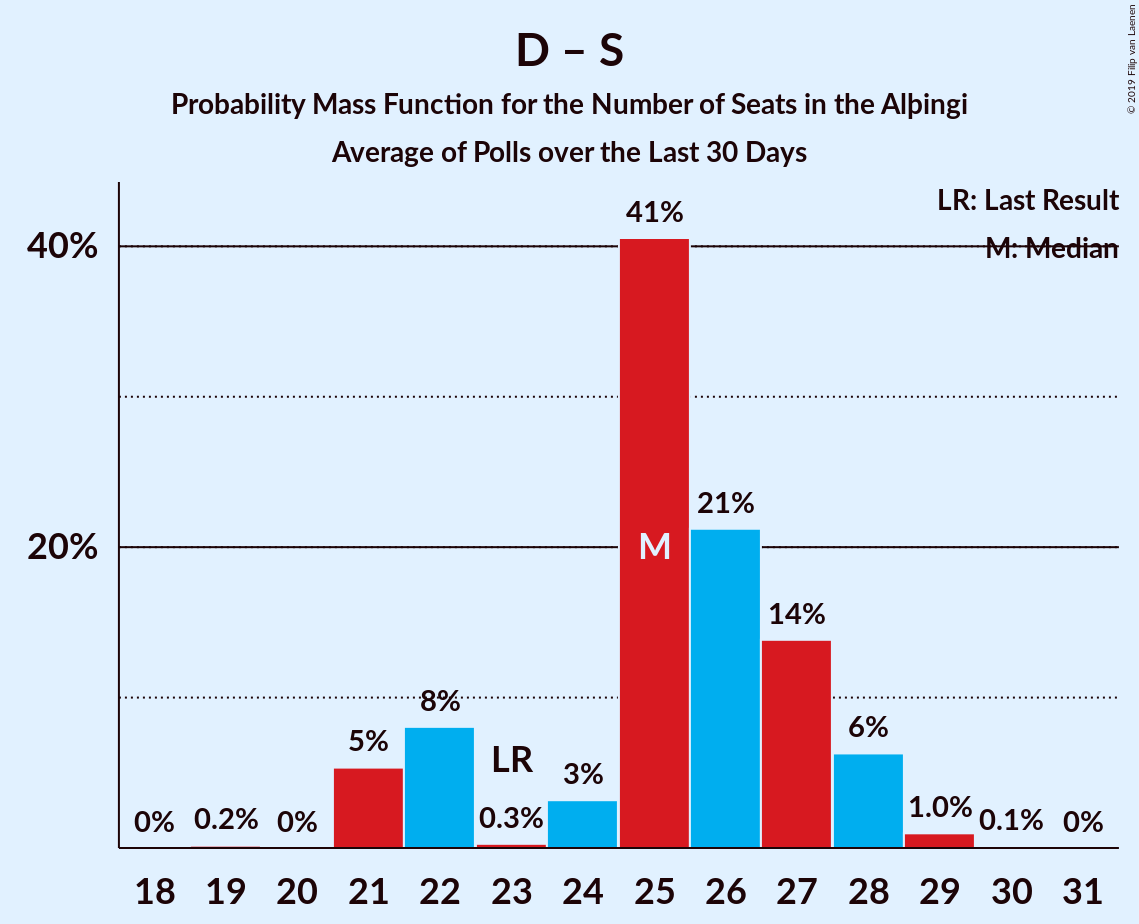 D – S
Probability Mass Function for the Number of Seats in the Alþingi
Average of Polls over the Last 30 Days
© 2019 Filip van Laenen
LR: Last Result
M: Median
40%
20%
0%
0.2%
0%
5%
8%
LR
0.3%
3%
41%
M
21%
14%
6%
1.0%
0.1%
0%
18 19 20 21 22 23 24 25 26 27 28 29 30 31